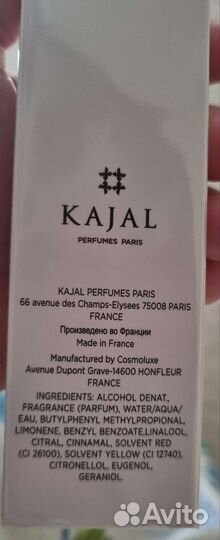 KAJAL
PERFUMES PARIS
KAJAL PERFUMES PARIS
66 avenue des Champs-Elysees 75008 PARIS
FRANCE
Произведено во Франции
Made in France
Manufactured by Cosmoluxe
Avenue Dupont Grave-14600 HONFLEUR
FRANCE
INGREDIENTS: ALCOHOL DENAT.,
FRAGRANCE (PARFUM), WATER/AQUA/
EAU, BUTYLPHENYL METHYLPROPIONAL,
LIMONENE, BENZYL BENZOATE,LINALOOL,
CITRAL, CINNAMAL, SOLVENT RED
(CI 26100), SOLVENT YELLOW (CI 12740),
CITRONELLOL, EUGENOL,
GERANIOL.
Avito